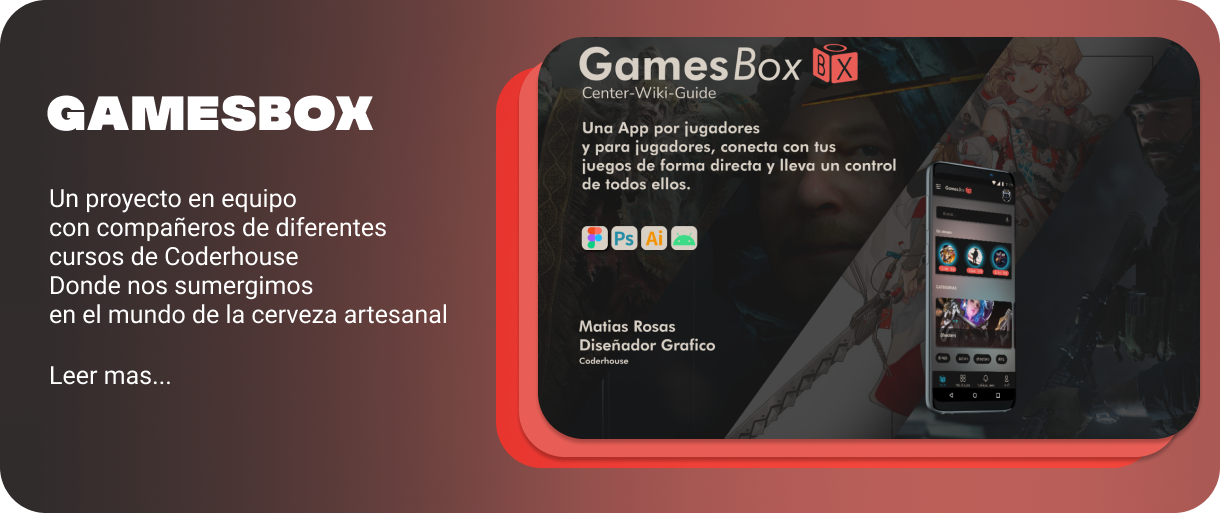 GAMESBOX
Un proyecto en equipo
con compañeros de diferentes
cursos de Coderhouse
Donde nos sumergimos
en el mundo de la cerveza artesanal
Leer mas...
GamesBox BX
Center-Wiki-Guide
Una App por jugadores
y para jugadores, conecta con tus
juegos de forma directa y lleva un control
de todos ellos.
Ps Ai
Matias Rosas
Diseñador Grafico
Coderhouse
GamesBox